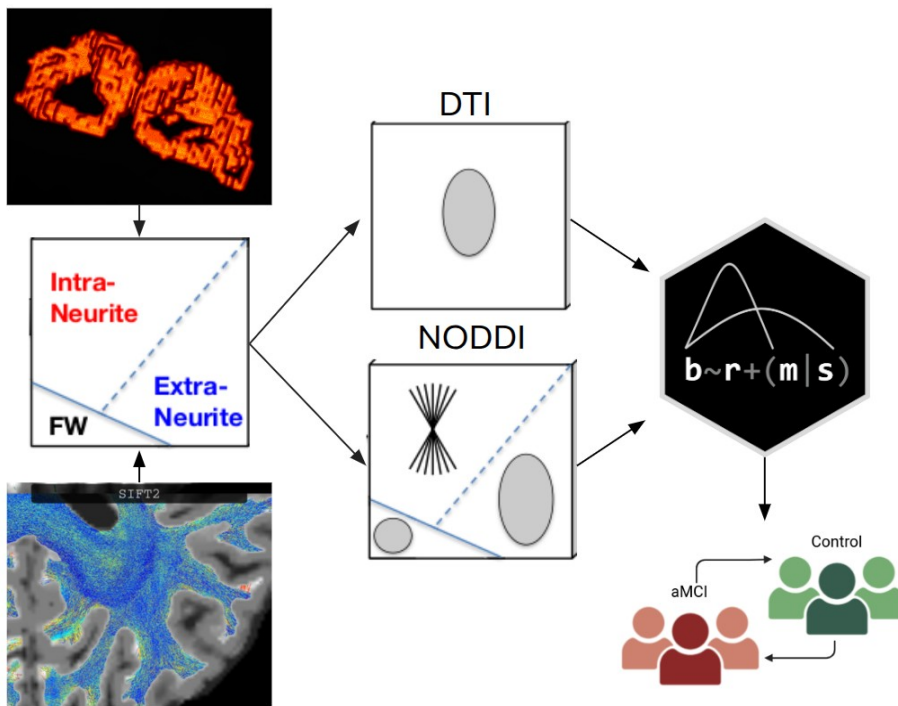 DTI
Intra-
Neurite
Extra-
Neurite
FW
NODDI
b~r+(m|s)
SIFT2
Control
aMCI